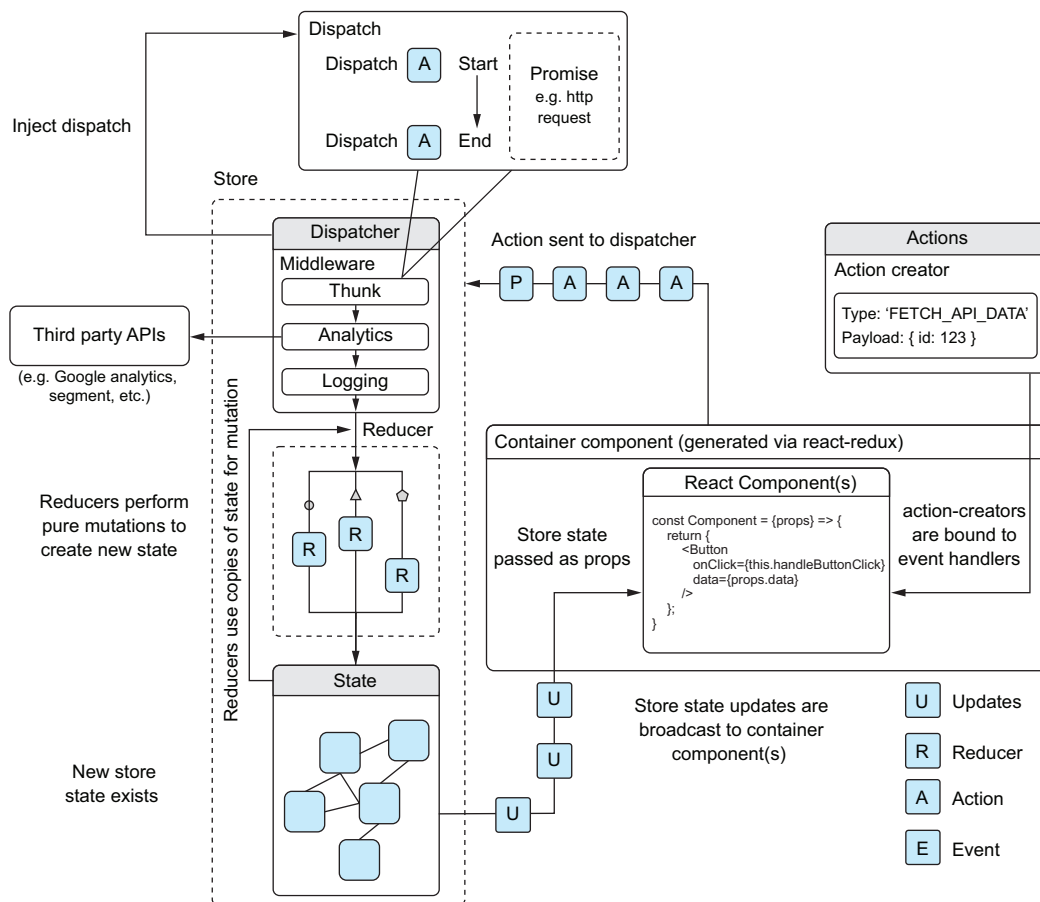 Dispatch
Dispatch A Start
Promise
e.g. http
request
Dispatch A End
Inject dispatch
Store
Dispatcher
Middleware
Thunk
Analytics
Logging
Action sent to dispatcher
P A A A
Actions
Action creator
Type: ‘FETCH_API_DATA’
Payload: { id: 123 }
Third party APIs
(e.g. Google analytics,
segment, etc.)
Reducers use copies of state for mutation
Reducer
R
R
R
Reducers perform
pure mutations to
create new state
Container component (generated via react-redux)
React Component(s)
const Component = {props} => {
return {
<Button
onClick={this.handleButtonClick}
data={props.data}
/>
};
}
Store state
passed as props
action-creators
are bound to
event handlers
State
New store
state exists
U
U
U
Store state updates are
broadcast to container
component(s)
U Updates
R Reducer
A Action
E Event